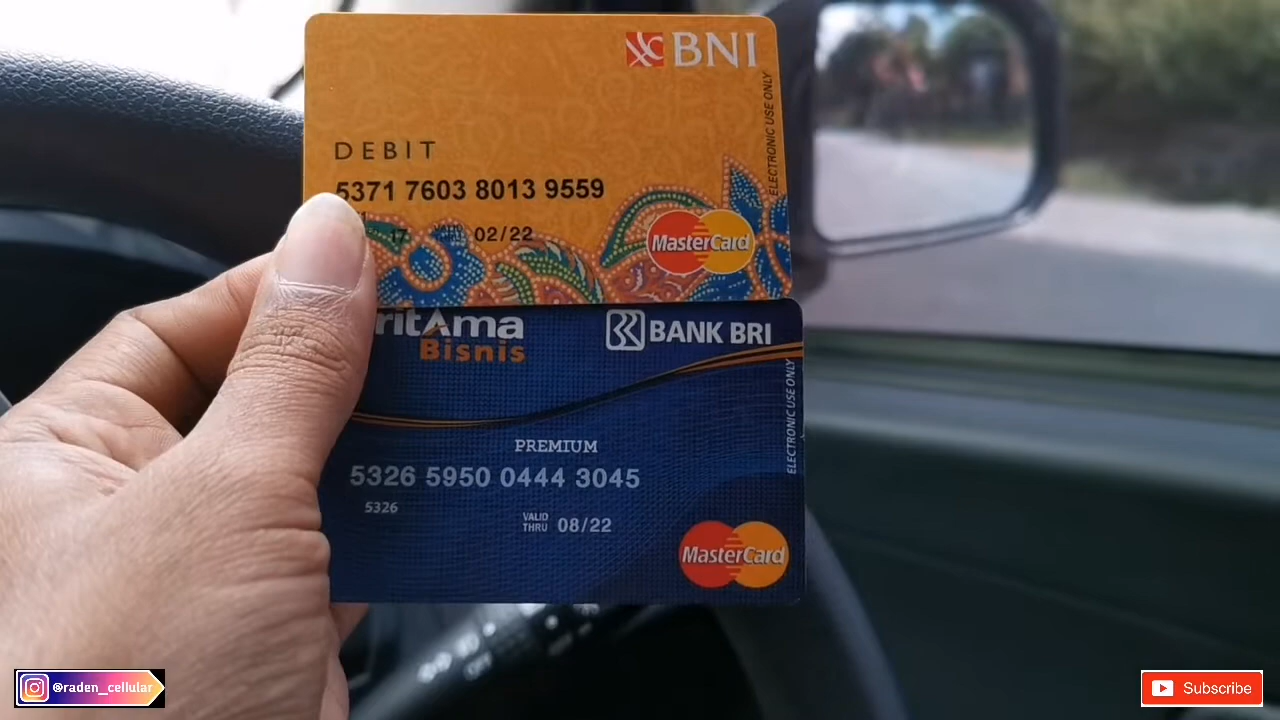 BNI
ELECTRONIC USE ONLY
DEBIT
5371 7603 8013 9559
17 02/22
MasterCard
ritAma
Bisnis
BANK BRI
ELECTRONIC USE ONLY
PREMIUM
5326 5950 0444 3045
5326
VALID
THRU 08/22
MasterCard
@raden_cellular
Subscribe